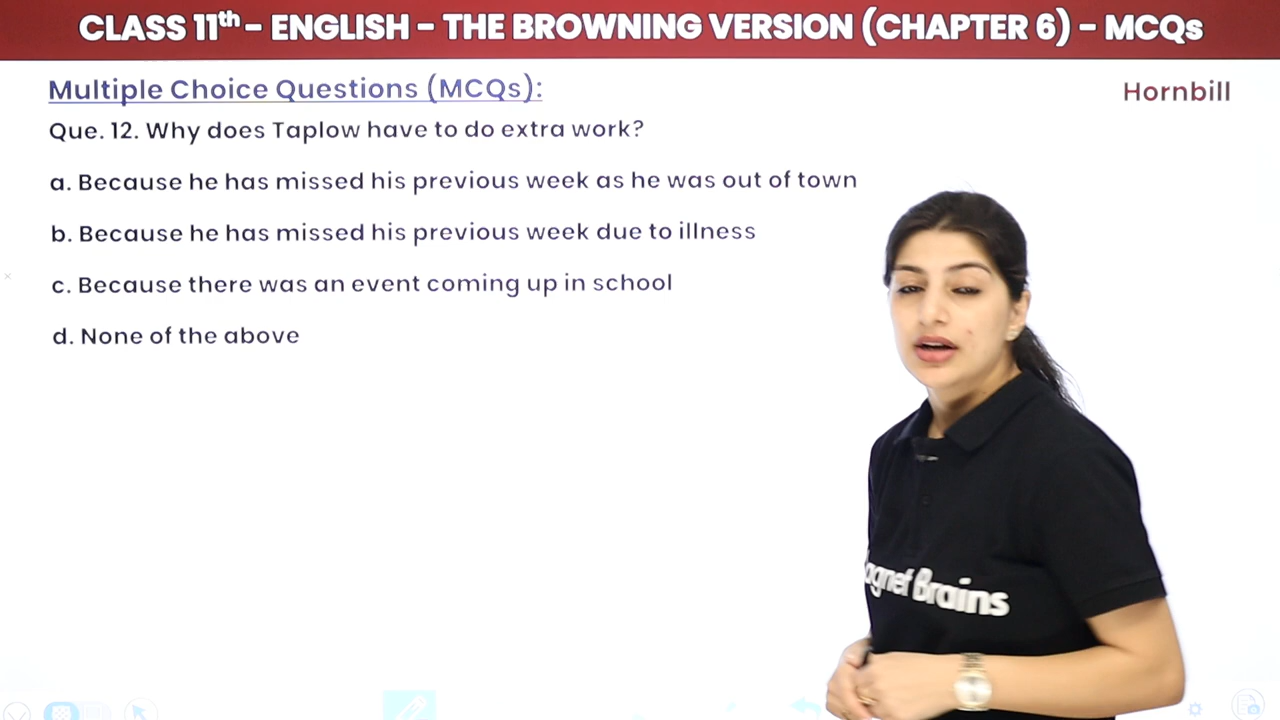 CLASS 11th - ENGLISH - THE BROWNING VERSION (CHAPTER 6) - MCQs
Multiple Choice Questions (MCQs):
Hornbill
Que. 12. Why does Taplow have to do extra work?
a. Because he has missed his previous week as he was out of town
b. Because he has missed his previous week due to illness
c. Because there was an event coming up in school
d. None of the above
Brains